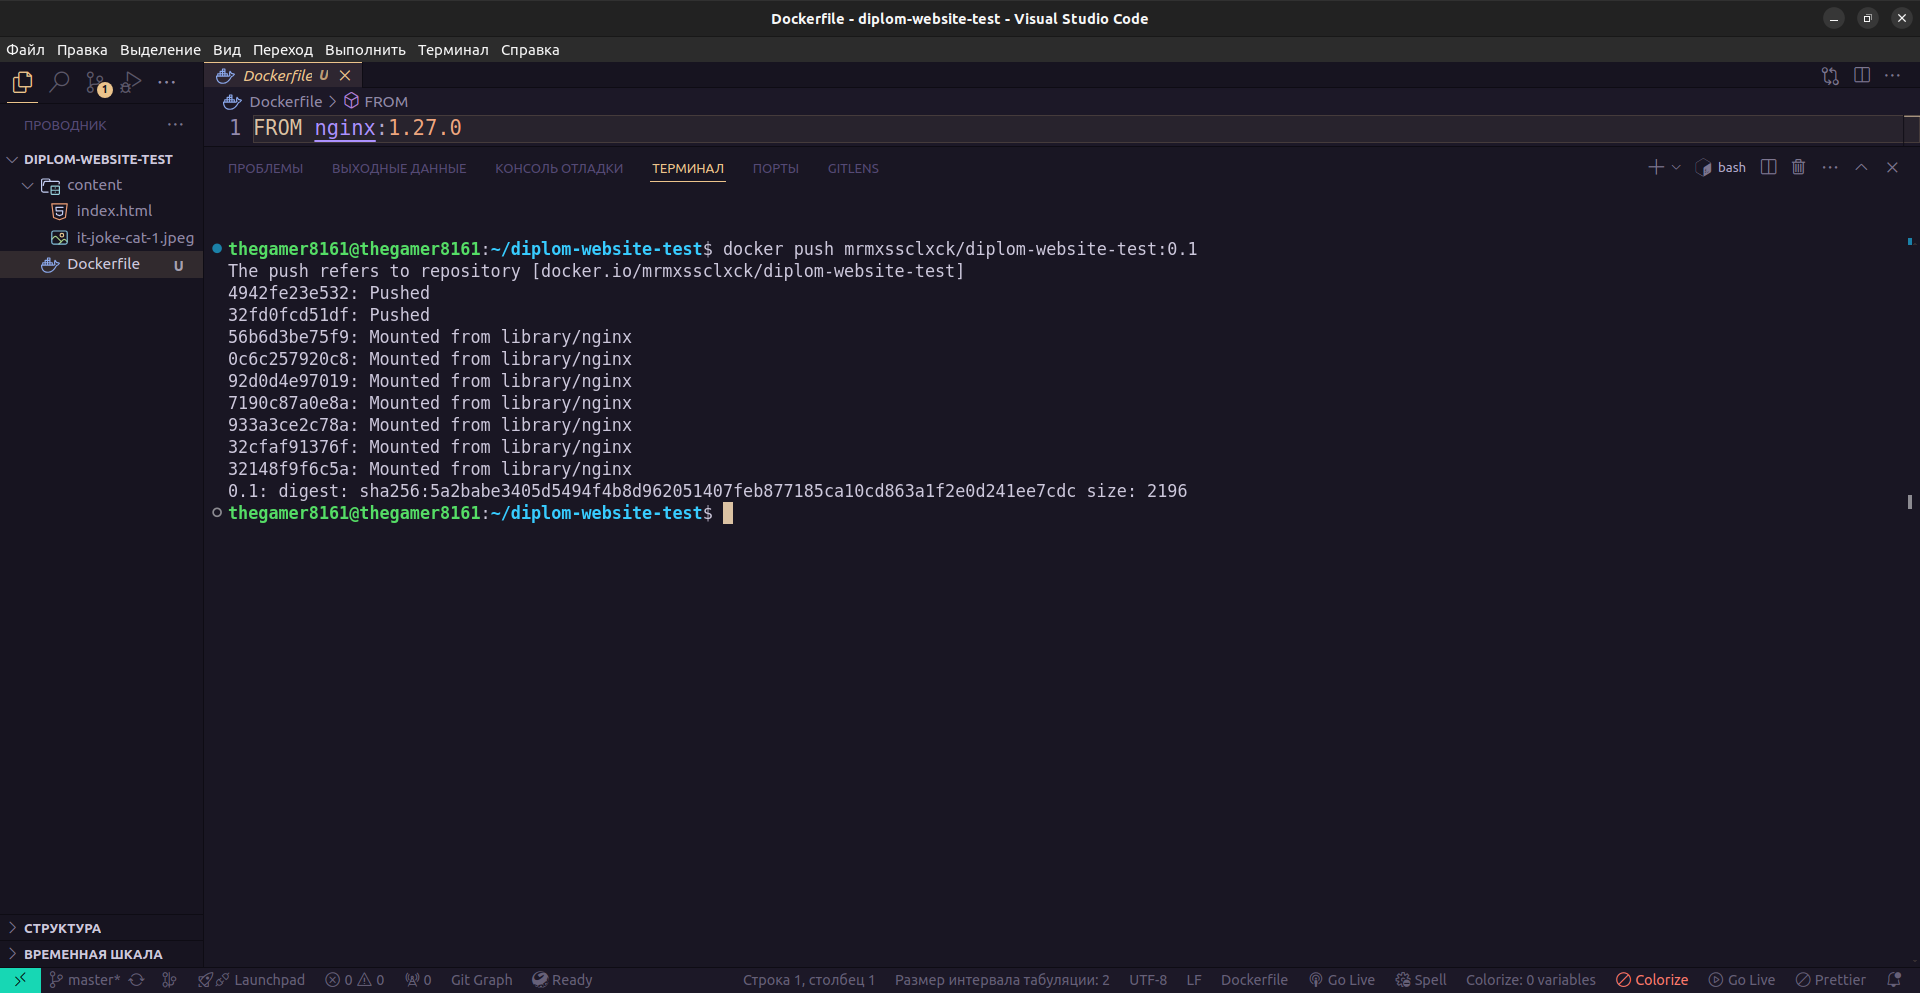 Dockerfile - diplom-website-test - Visual Studio Code
Файл Правка Выделение Вид Переход Выполнить Терминал Справка
1
Dockerfile U
ПРОВОДНИК
Dockerfile > FROM
1 FROM nginx:1.27.0
DIPLOM-WEBSITE-TEST
content
index.html
it-joke-cat-1.jpeg
Dockerfile U
ПРОБЛЕМЫ ВЫХОДНЫЕ ДАННЫЕ КОНСОЛЬ ОТЛАДКИ ТЕРМИНАЛ ПОРТЫ GITLENS
bash
thegamer8161@thegamer8161:~/diplom-website-test$ docker push mrmxssclxck/diplom-website-test:0.1
The push refers to repository [docker.io/mrmxssclxck/diplom-website-test]
4942fe23e532: Pushed
32fd0fcd51df: Pushed
56b6d3be75f9: Mounted from library/nginx
0c6c257920c8: Mounted from library/nginx
92d0d4e97019: Mounted from library/nginx
7190c87a0e8a: Mounted from library/nginx
933a3ce2c78a: Mounted from library/nginx
32cfaf91376f: Mounted from library/nginx
32148f9f6c5a: Mounted from library/nginx
0.1: digest: sha256:5a2babe3405d5494f4b8d962051407feb877185ca10cd863a1f2e0d241ee7cdc size: 2196
thegamer8161@thegamer8161:~/diplom-website-test$
СТРУКТУРА
ВРЕМЕННАЯ ШКАЛА
master* Launchpad 0 0 0 Git Graph Ready Строка 1, столбец 1 Размер интервала табуляции: 2 UTF-8 LF Dockerfile Go Live Spell Colorize: 0 variables Colorize Go Live Prettier